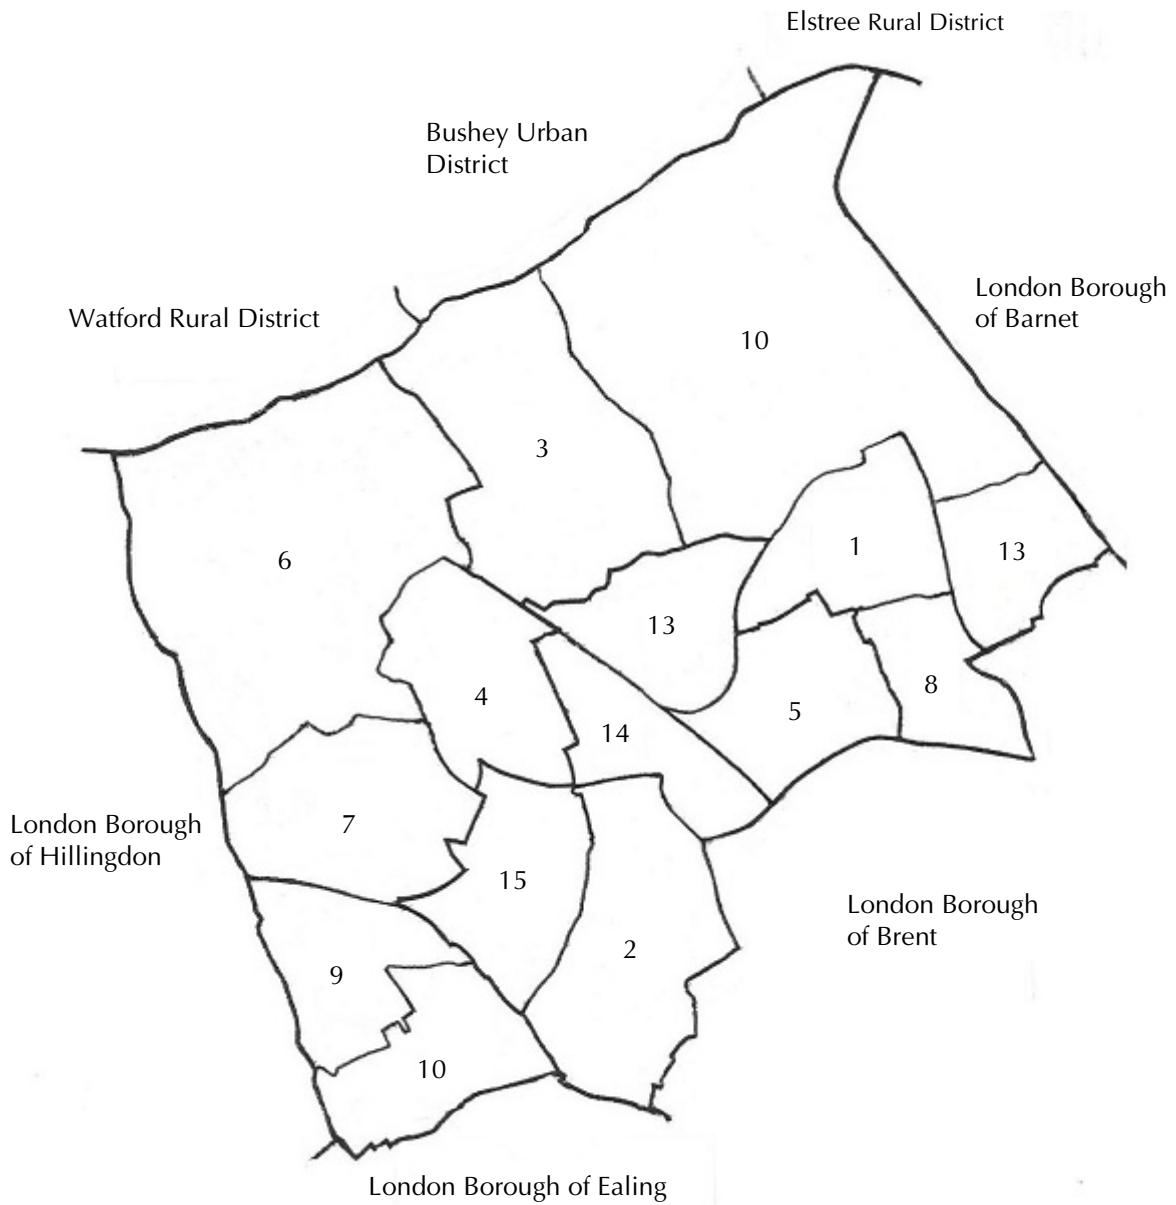 Elstree Rural District
Bushey Urban
District
London Borough
of Barnet
Watford Rural District
10
3
6
1
13
13
8
4
5
14
7
London Borough
of Hillingdon
15
London Borough
of Brent
2
9
10
London Borough of Ealing